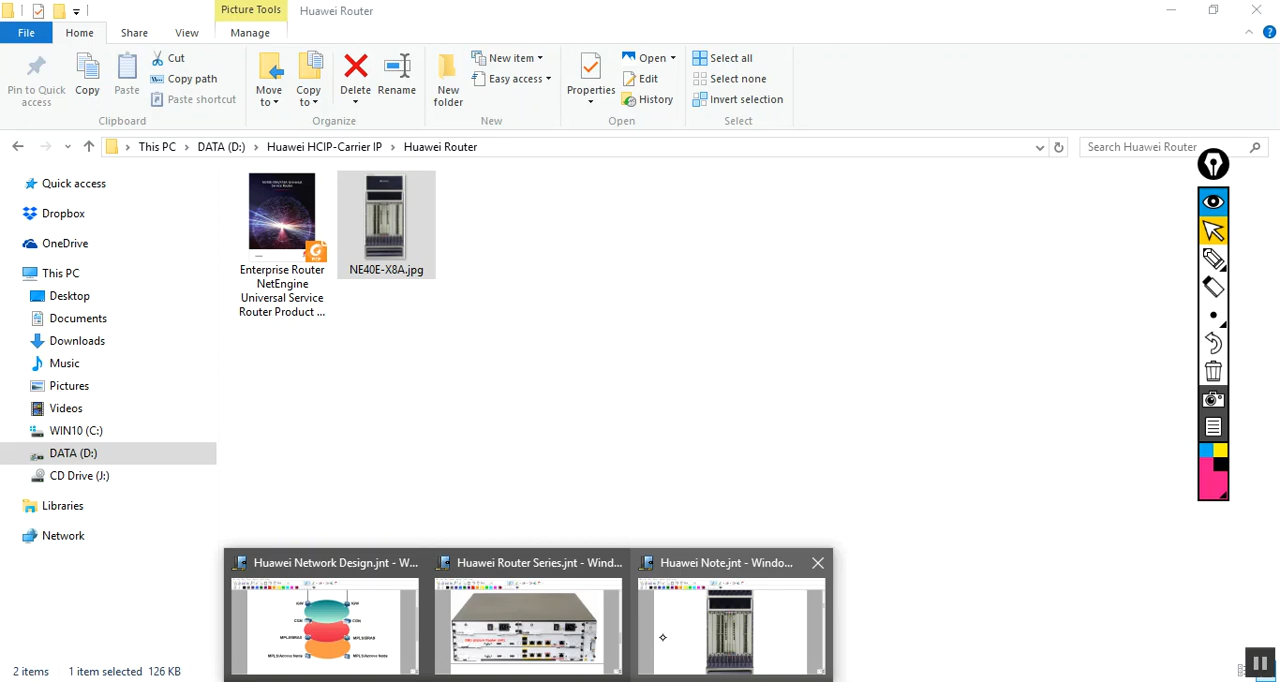 Picture Tools
Huawei Router
File
Home
Share
View
Manage
Pin to Quick access
Copy
Paste
Cut
Copy path
Paste shortcut
Clipboard
Move to
Copy to
Delete
Rename
Organize
New folder
New item
Easy access
New
Properties
Open
Edit
History
Open
Select all
Select none
Invert selection
Select
This PC
DATA (D:)
Huawei HCIP-Carrier IP
Huawei Router
Search Huawei Router
Quick access
Dropbox
OneDrive
This PC
Desktop
Documents
Downloads
Music
Pictures
Videos
WIN10 (C:)
DATA (D:)
CD Drive (J:)
Libraries
Network
Enterprise Router
NetEngine
Universal Service
Router Product ...
NE40E-X8A.jpg
Huawei Network Design.jnt - W...
Huawei Router Series.jnt - Wind...
Huawei Note.jnt - Windo...
2 items
1 item selected 126 KB